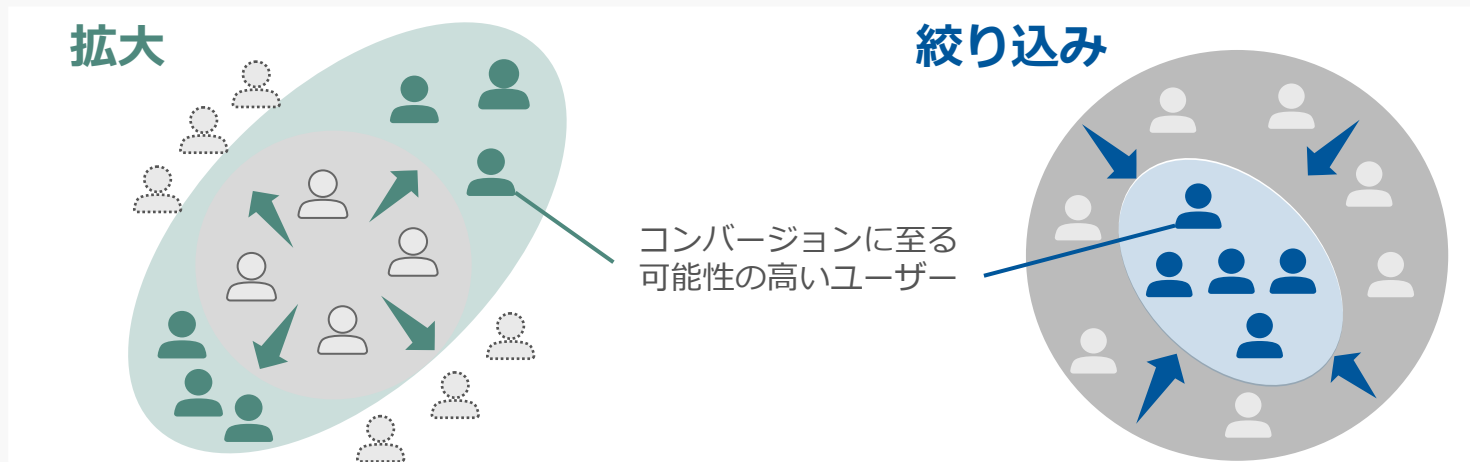 拡大
絞り込み
コンバージョンに至る
可能性の高いユーザー